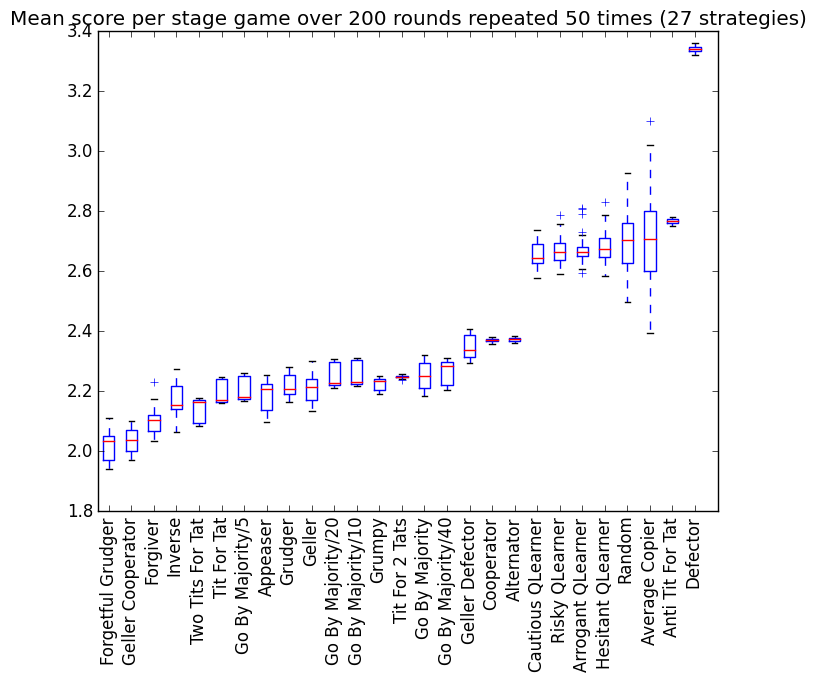 Mean score per stage game over 200 rounds repeated 50 times (27 strategies)
3.4
3.2
3.0
2.8
2.6
2.4
2.2
2.0
1.8
Forgetful Grudger
Geller Cooperator
Forgiver
Inverse
Two Tits For Tat
Tit For Tat
Go By Majority/5
Appeaser
Grudger
Geller
Go By Majority/20
Go By Majority/10
Grumpy
Tit For 2 Tats
Go By Majority
Go By Majority/40
Geller Defector
Cooperator
Alternator
Cautious QLearner
Risky QLearner
Arrogant QLearner
Hesitant QLearner
Random
Average Copier
Anti Tit For Tat
Defector